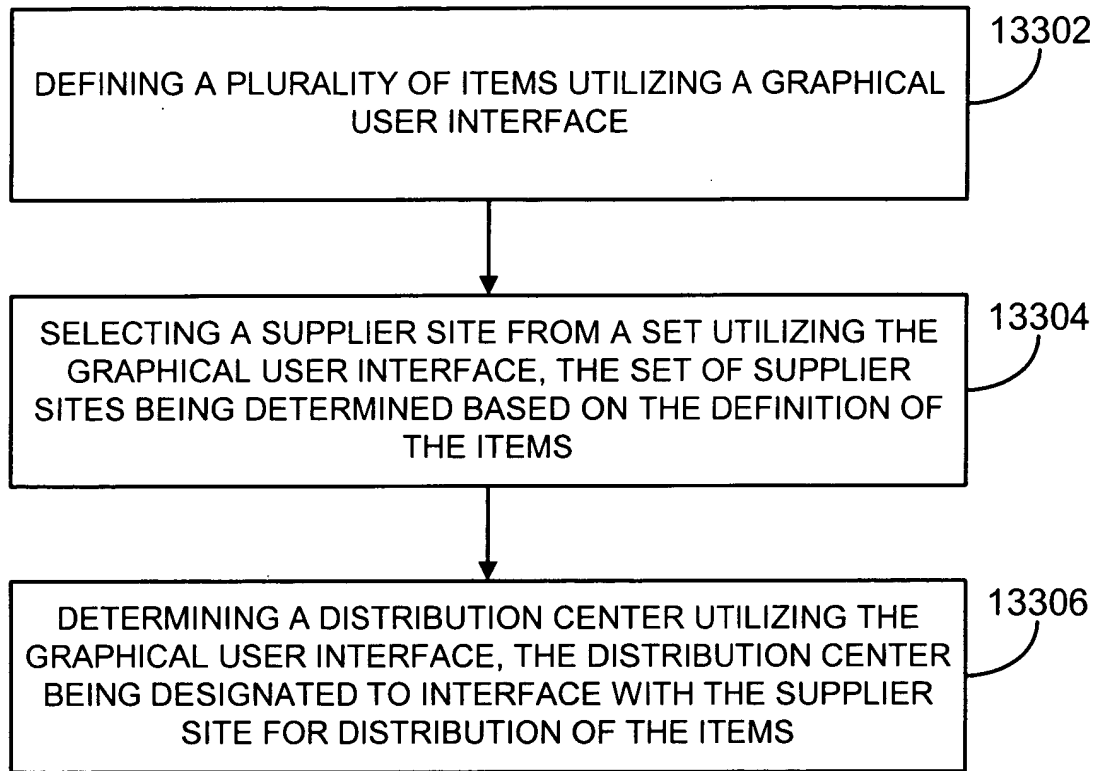 13302
DEFINING A PLURALITY OF ITEMS UTILIZING A GRAPHICAL
USER INTERFACE
13304
SELECTING A SUPPLIER SITE FROM A SET UTILIZING THE
GRAPHICAL USER INTERFACE, THE SET OF SUPPLIER
SITES BEING DETERMINED BASED ON THE DEFINITION OF
THE ITEMS
13306
DETERMINING A DISTRIBUTION CENTER UTILIZING THE
GRAPHICAL USER INTERFACE, THE DISTRIBUTION CENTER
BEING DESIGNATED TO INTERFACE WITH THE SUPPLIER
SITE FOR DISTRIBUTION OF THE ITEMS